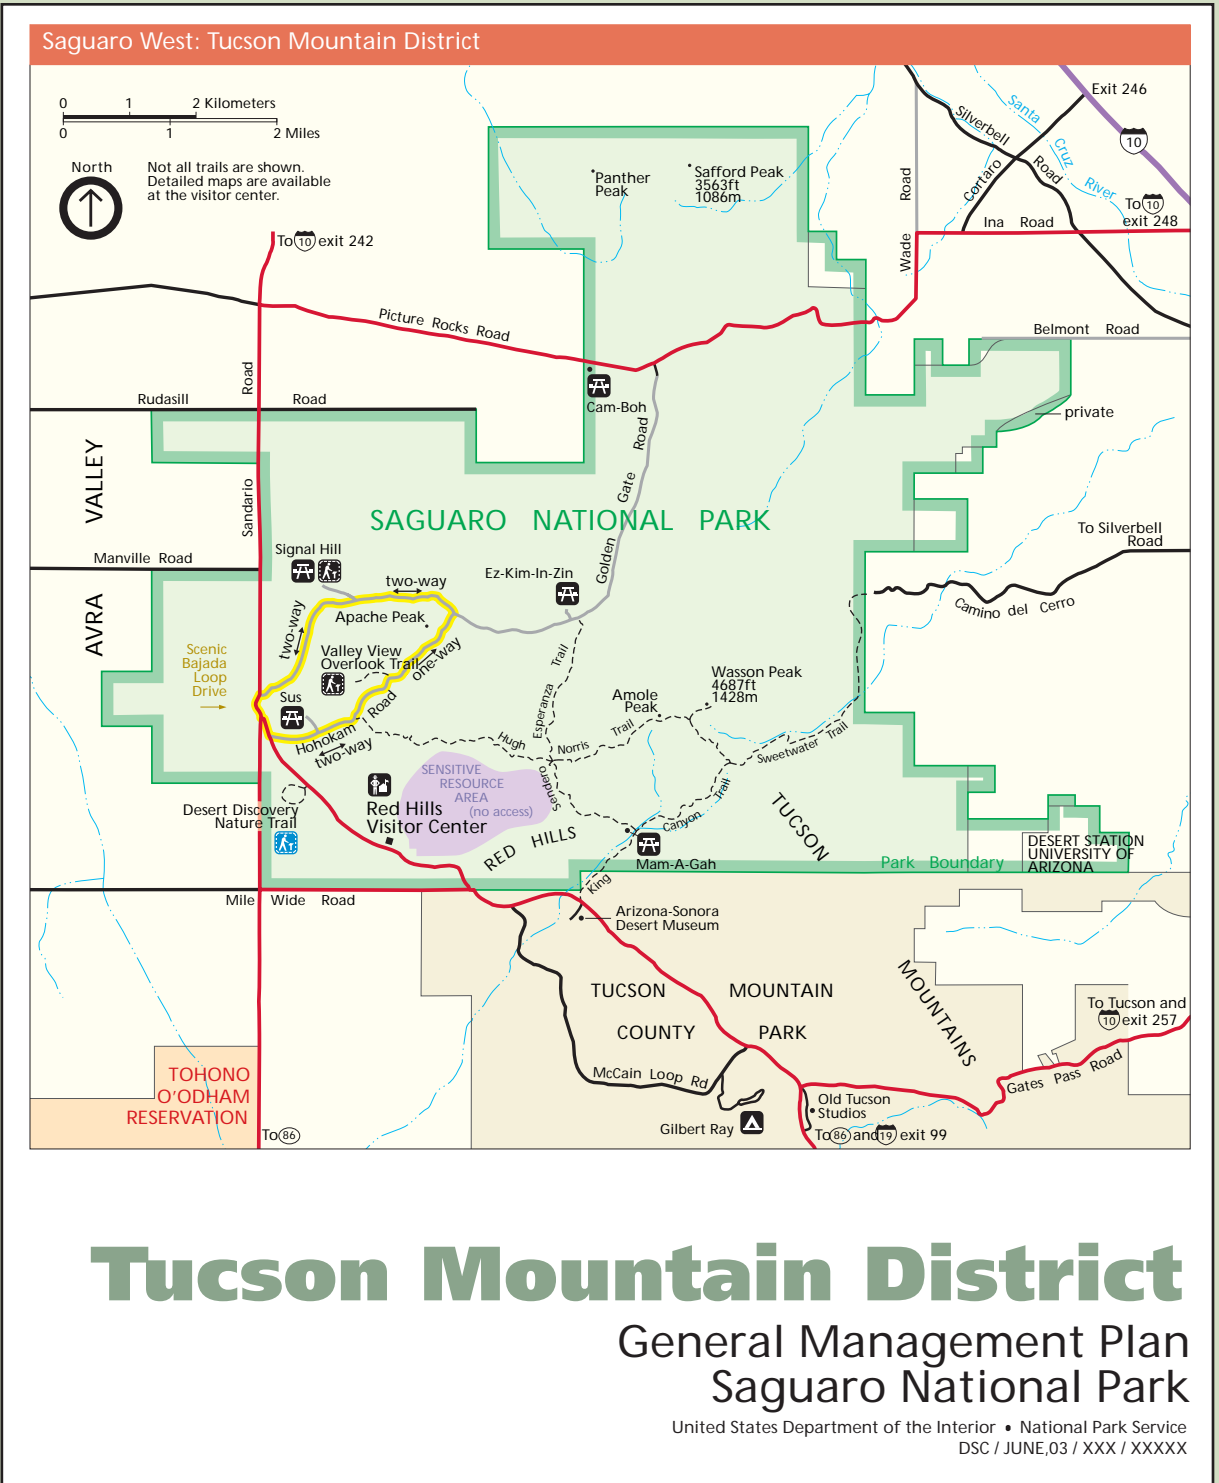 Saguaro West: Tucson Mountain District
0 1 2 Kilometers
0 1 2 Miles
North
Not all trails are shown.
Detailed maps are available
at the visitor center.
To 10 exit 242
Panther
Peak
Safford Peak
3563ft
1086m
Exit 246
10
Santa
Cruz
River
Silverbell
Road
Cortaro
To 10
exit 248
Ina Road
Wade
Road
Picture Rocks Road
Belmont Road
Cam-Boh
private
Rudasill Road
Sandario
Road
AVRA
VALLEY
Golden Gate Road
SAGUARO NATIONAL PARK
To Silverbell
Road
Manville Road
Signal Hill
two-way
Ez-Kim-In-Zin
Camino del Cerro
Apache Peak
two-way
Scenic
Bajada
Loop
Drive
Valley View
Overlook Trail
one-way
Sus
Hohokam Road
two-way
Wasson Peak
4687ft
1428m
Amole
Peak
Sendero
Esperanza
Trail
Hugh Norris Trail
Sweetwater Trail
SENSITIVE
RESOURCE
AREA
(no access)
Desert Discovery
Nature Trail
Red Hills
Visitor Center
RED HILLS
King Canyon Trail
Mam-A-Gah
TUCSON
MOUNTAINS
Park Boundary
DESERT STATION
UNIVERSITY OF
ARIZONA
Mile Wide Road
Arizona-Sonora
Desert Museum
TUCSON MOUNTAIN
COUNTY PARK
To Tucson and
10 exit 257
McCain Loop Rd
Gates Pass Road
TOHONO
O'ODHAM
RESERVATION
To 86
Old Tucson
Studios
Gilbert Ray
To 86 and 19 exit 99
Tucson Mountain District
General Management Plan
Saguaro National Park
United States Department of the Interior • National Park Service
DSC / JUNE,03 / XXX / XXXXX